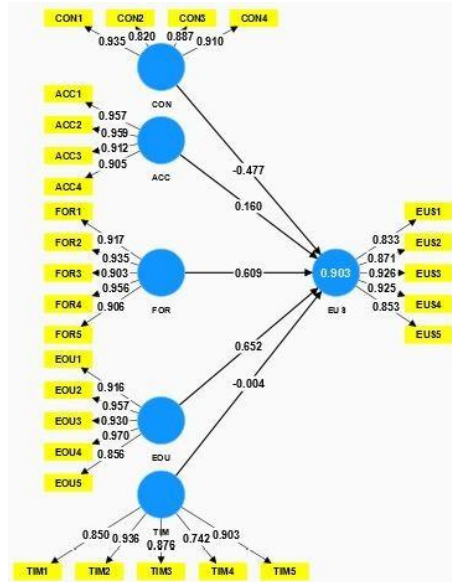 CON1 CON2 CON3 CON4
0.935 0.820 0.887 0.910
CON
ACC1
ACC2
ACC3
ACC4
0.957
0.959
0.912
0.905
ACC
-0.477
0.160
FOR1
FOR2
FOR3
FOR4
FOR5
0.917
0.935
0.903
0.956
0.906
FOR
0.609
0.903
EUS
0.833
0.871
0.926
0.925
0.853
EUS1
EUS2
EUS3
EUS4
EUS5
EOU1
EOU2
EOU3
EOU4
EOU5
0.916
0.957
0.930
0.970
0.856
EOU
0.652
-0.004
TIM
0.850 0.936 0.876 0.742 0.903
TIM1 TIM2 TIM3 TIM4 TIM5